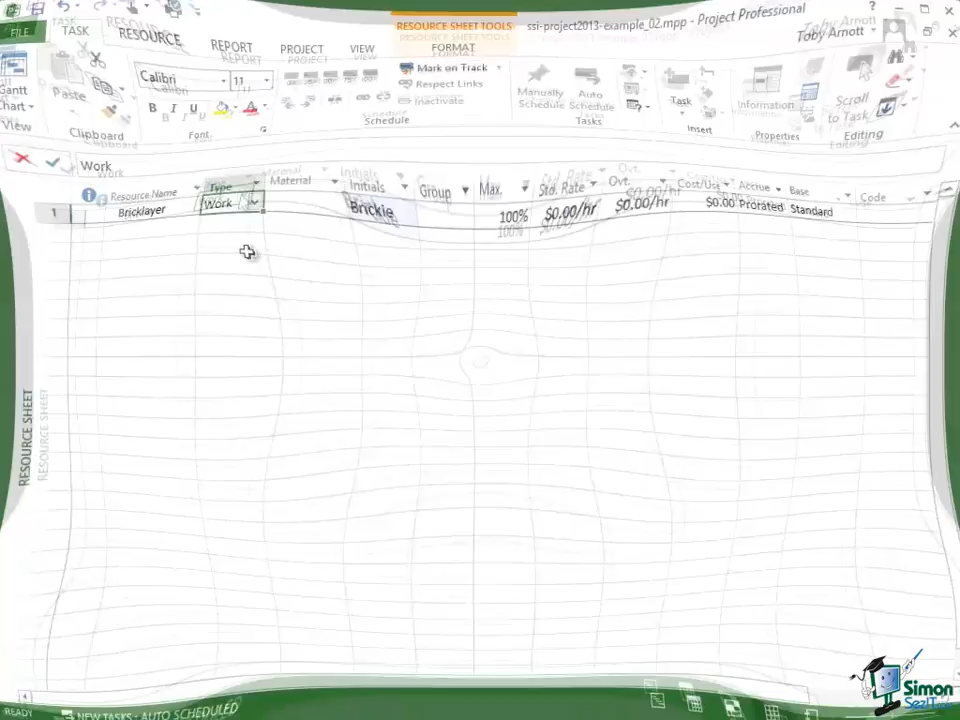 RESOURCE SHEET TOOLS
ssi-project2013-example_02.mpp - Project Professional
FILE TASK RESOURCE REPORT PROJECT VIEW FORMAT
Toby Arnott
Gantt Chart
Paste
Calibri 11
B I U A
Mark on Track
Respect Links
Inactivate
Manually Schedule
Auto Schedule
Task
Information
Scroll to Task
View Clipboard Font Schedule Tasks Insert Properties Editing
Work
Resource Name Type Material Initials Group Max. Std. Rate Ovt. Cost/Use Accrue Base Code
1 Bricklayer Work Brickie 100% $0.00/hr $0.00/hr $0.00 Prorated Standard
RESOURCE SHEET
READY NEW TASKS : AUTO SCHEDULED
Simon